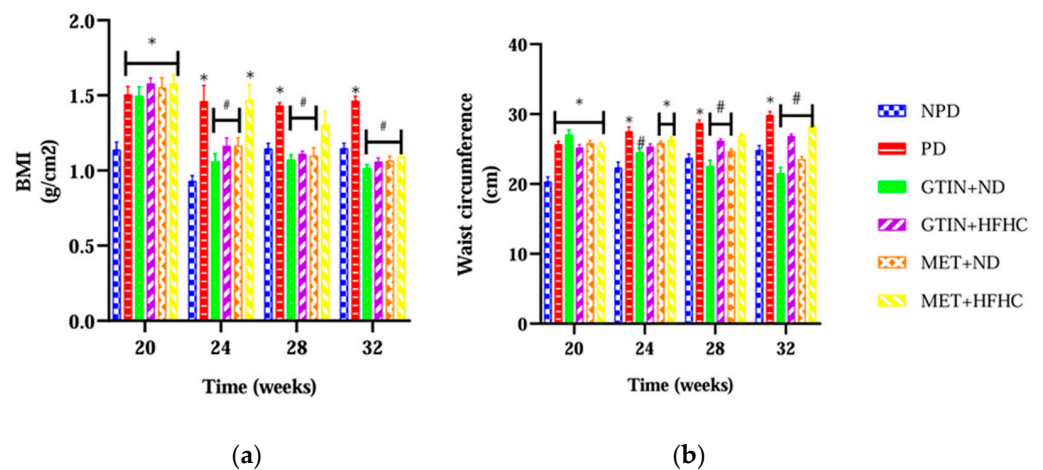 2.0
1.5
1.0
0.5
0.0
BMI
(g/cm2)
*
*
#
*
*
#
*
#
20
24
28
32
Time (weeks)
(a)
40
30
20
10
0
Waist circumference
(cm)
*
*
#
*
*
#
*
#
20
24
28
32
Time (weeks)
(b)
NPD
PD
GTIN+ND
GTIN+HFHC
MET+ND
MET+HFHC